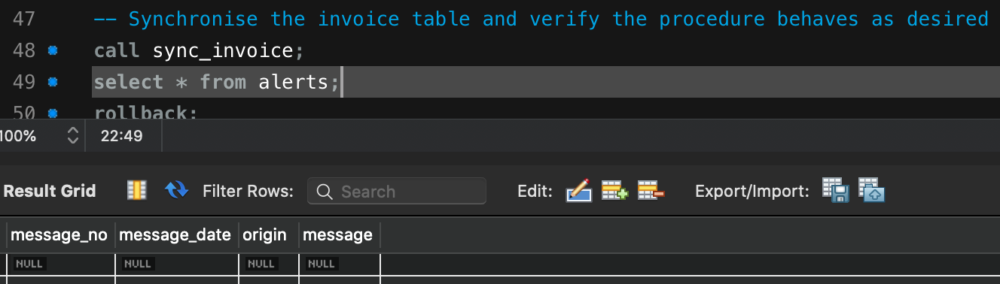 47 -- Synchronise the invoice table and verify the procedure behaves as desired
48 call sync_invoice;
49 select * from alerts;
50 rollback;
100% 22:49
Result Grid Filter Rows: Search Edit: Export/Import:
message_no message_date origin message
NULL NULL NULL NULL